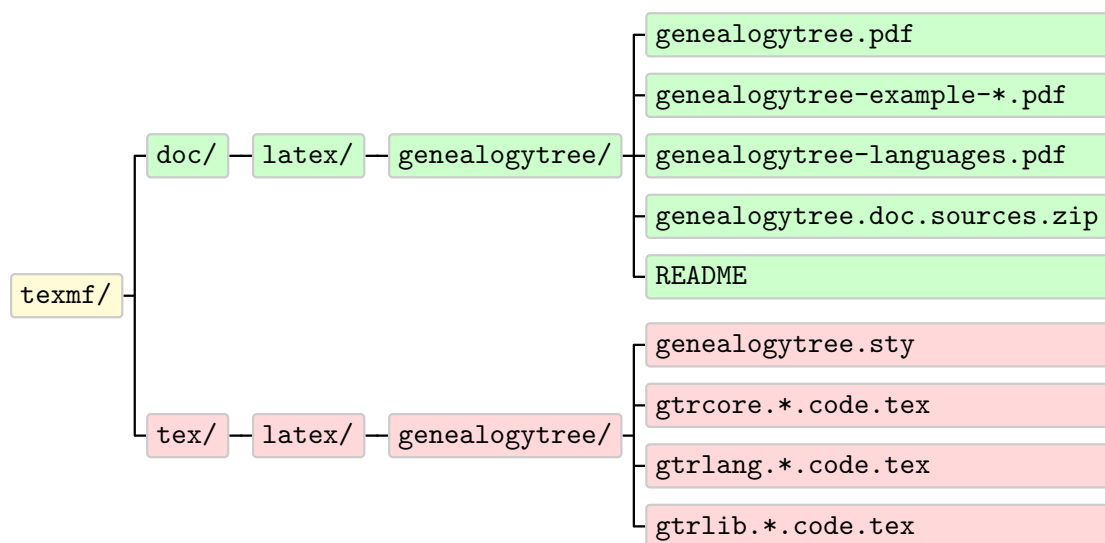 genealogytree.pdf
genealogytree-example-*.pdf
doc/ latex/ genealogytree/ genealogytree-languages.pdf
genealogytree.doc.sources.zip
README
texmf/
genealogytree.sty
gtrcore.*.code.tex
tex/ latex/ genealogytree/
gtrlang.*.code.tex
gtrlib.*.code.tex